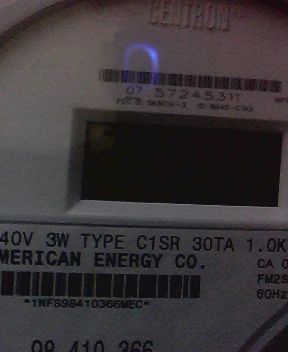 CENTRON
07 57245311
240V 3W TYPE C1SR 30TA 1.0K
MERICAN ENERGY CO.
CA 0
FM2S
60Hz
*1NFS98410366MEC*
98 410 366